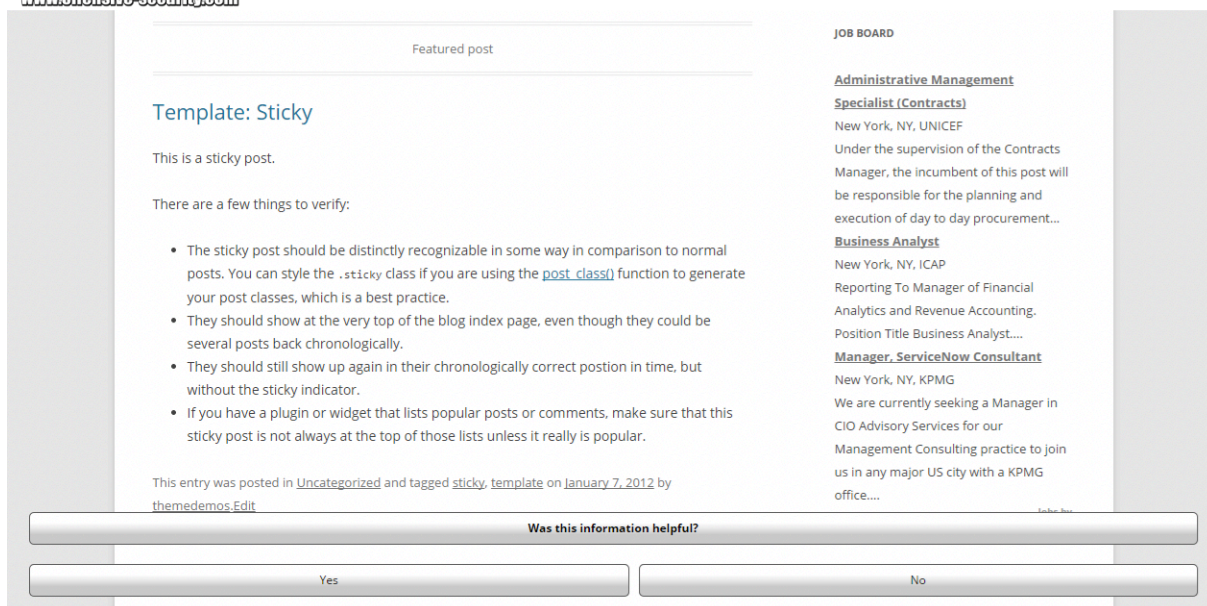 www.offensive-security.com
Featured post
Template: Sticky
This is a sticky post.
There are a few things to verify:
• The sticky post should be distinctly recognizable in some way in comparison to normal
posts. You can style the .sticky class if you are using the post_class() function to generate
your post classes, which is a best practice.
• They should show at the very top of the blog index page, even though they could be
several posts back chronologically.
• They should still show up again in their chronologically correct postion in time, but
without the sticky indicator.
• If you have a plugin or widget that lists popular posts or comments, make sure that this
sticky post is not always at the top of those lists unless it really is popular.
This entry was posted in Uncategorized and tagged sticky, template on January 7, 2012 by
themedemos.Edit
JOB BOARD
Administrative Management
Specialist (Contracts)
New York, NY, UNICEF
Under the supervision of the Contracts
Manager, the incumbent of this post will
be responsible for the planning and
execution of day to day procurement...
Business Analyst
New York, NY, ICAP
Reporting To Manager of Financial
Analytics and Revenue Accounting.
Position Title Business Analyst....
Manager, ServiceNow Consultant
New York, NY, KPMG
We are currently seeking a Manager in
CIO Advisory Services for our
Management Consulting practice to join
us in any major US city with a KPMG
office....
Jobs by
Was this information helpful?
Yes
No